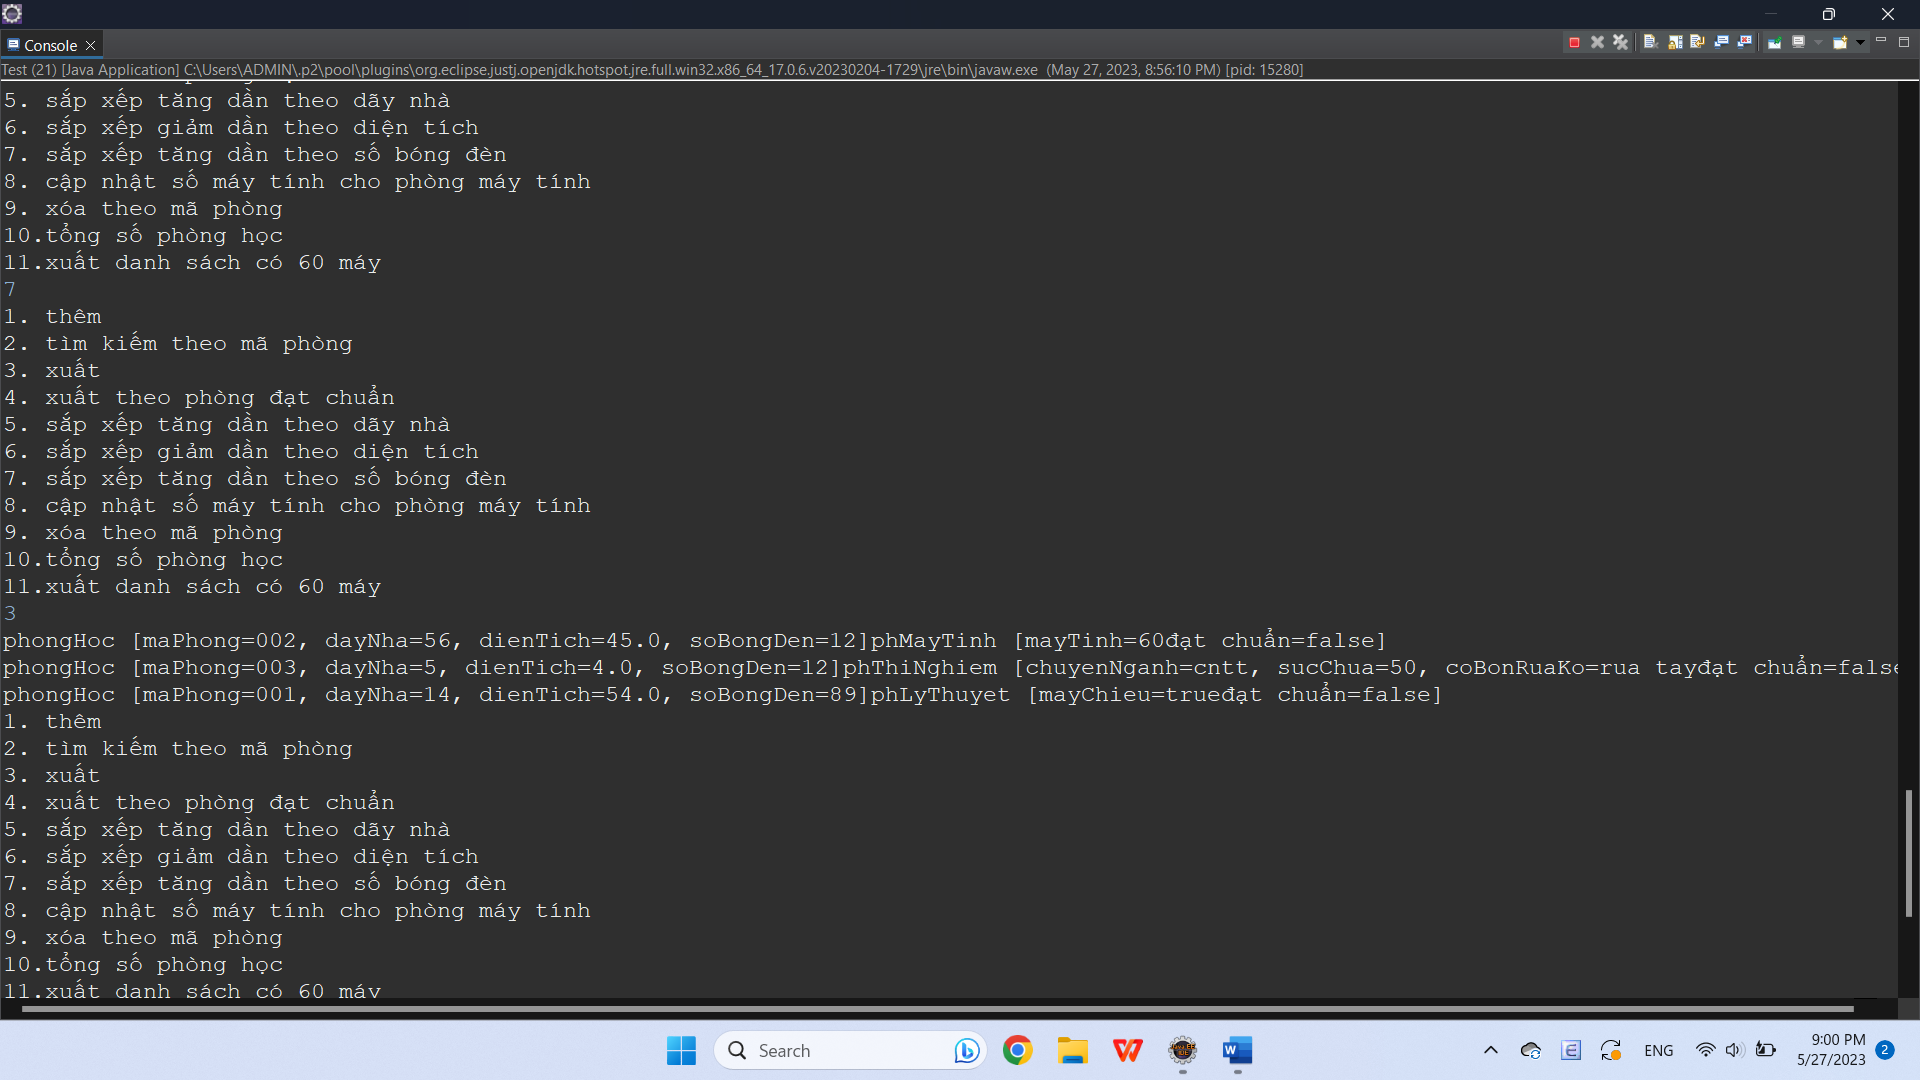 Console
Test (21) [Java Application] C:\Users\ADMIN\.p2\pool\plugins\org.eclipse.justj.openjdk.hotspot.jre.full.win32.x86_64_17.0.6.v20230204-1729\jre\bin\javaw.exe (May 27, 2023, 8:56:10 PM) [pid: 15280]
5. sắp xếp tăng dần theo dãy nhà
6. sắp xếp giảm dần theo diện tích
7. sắp xếp tăng dần theo số bóng đèn
8. cập nhật số máy tính cho phòng máy tính
9. xóa theo mã phòng
10.tổng số phòng học
11.xuất danh sách có 60 máy
7
1. thêm
2. tìm kiếm theo mã phòng
3. xuất
4. xuất theo phòng đạt chuẩn
5. sắp xếp tăng dần theo dãy nhà
6. sắp xếp giảm dần theo diện tích
7. sắp xếp tăng dần theo số bóng đèn
8. cập nhật số máy tính cho phòng máy tính
9. xóa theo mã phòng
10.tổng số phòng học
11.xuất danh sách có 60 máy
3
phongHoc [maPhong=002, dayNha=56, dienTich=45.0, soBongDen=12]phMayTinh [mayTinh=60đạt chuẩn=false]
phongHoc [maPhong=003, dayNha=5, dienTich=4.0, soBongDen=12]phThiNghiem [chuyenNganh=cntt, sucChua=50, coBonRuaKo=rua tayđạt chuẩn=false
phongHoc [maPhong=001, dayNha=14, dienTich=54.0, soBongDen=89]phLyThuyet [mayChieu=trueđạt chuẩn=false]
1. thêm
2. tìm kiếm theo mã phòng
3. xuất
4. xuất theo phòng đạt chuẩn
5. sắp xếp tăng dần theo dãy nhà
6. sắp xếp giảm dần theo diện tích
7. sắp xếp tăng dần theo số bóng đèn
8. cập nhật số máy tính cho phòng máy tính
9. xóa theo mã phòng
10.tổng số phòng học
11.xuất danh sách có 60 máy
Search
ENG
9:00 PM
5/27/2023
2